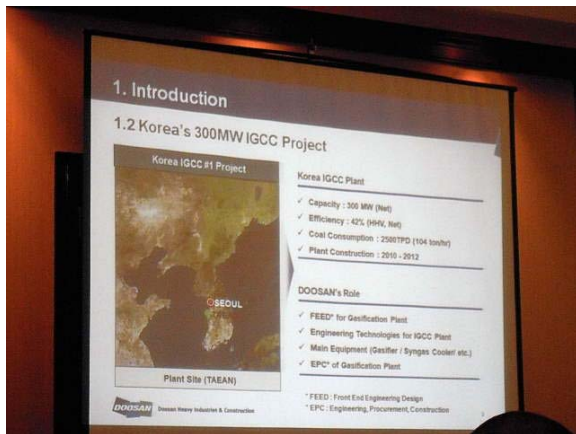 1. Introduction
1.2 Korea's 300MW IGCC Project
Korea IGCC #1 Project
SEOUL
Plant Site (TAEAN)
Korea IGCC Plant
✓ Capacity : 300 MW (Net)
✓ Efficiency : 42% (HHV, Net)
✓ Coal Consumption : 2500TPD (104 ton/hr)
✓ Plant Construction : 2010 - 2012
DOOSAN's Role
✓ FEED* for Gasification Plant
✓ Engineering Technologies for IGCC Plant
✓ Main Equipment (Gasifier / Syngas Cooler/ etc.)
✓ EPC* of Gasification Plant
* FEED : Front End Engineering Design
* EPC : Engineering, Procurement, Construction
DOOSAN Doosan Heavy Industries & Construction